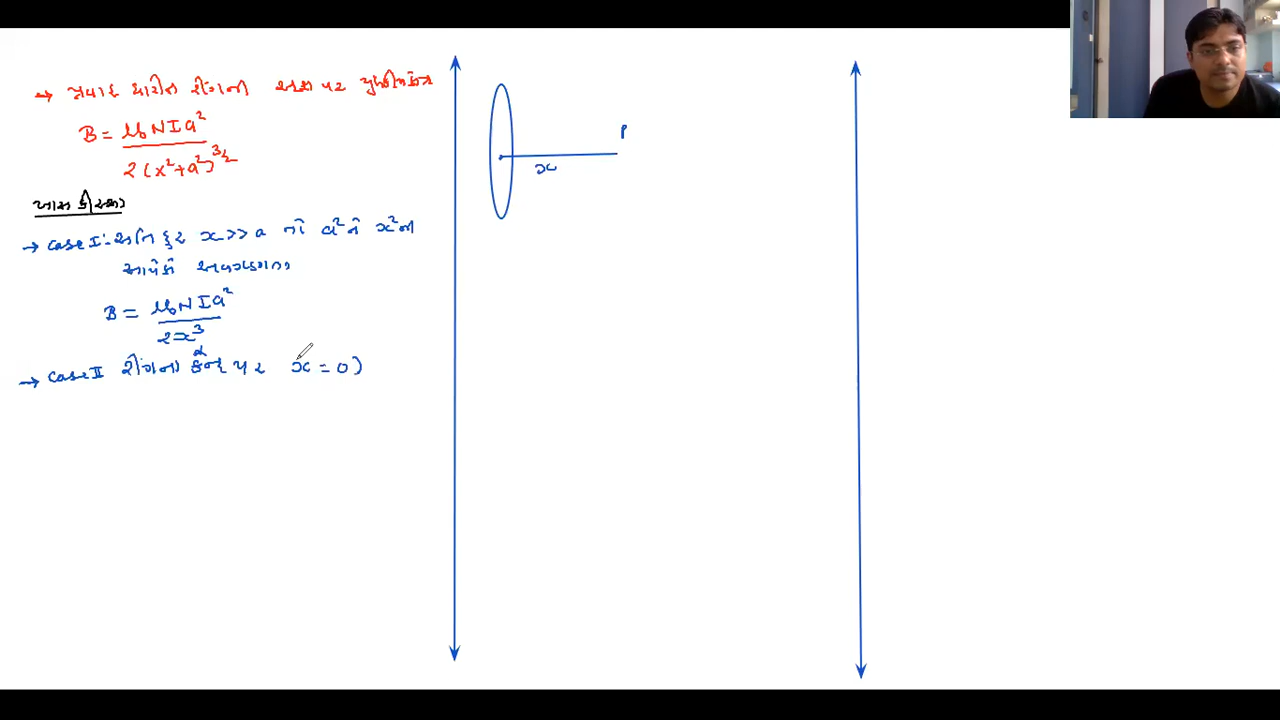 → પ્રવાહ ધારીત રીંગની અક્ષ પર ચુંબકીયક્ષેત્ર
B = μ₀NIa² / 2(x²+a²)^3/2
ખાસ કીસ્સા
→ Case I: અતિ દૂર x>>a તો a² ને x² ની
સાપેક્ષે અવગણતા
B = μ₀NIa² / 2x³
→ Case II રીંગના કેન્દ્ર પર x = 0)
P
x